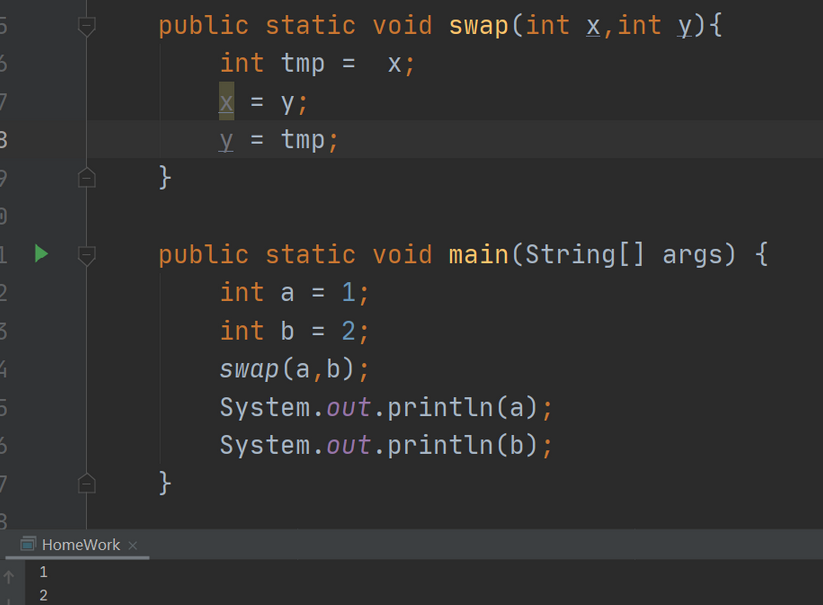 5 public static void swap(int x,int y){
6 int tmp =  x;
7 x = y;
8 y = tmp;
9 }
0
1 public static void main(String[] args) {
2 int a = 1;
3 int b = 2;
4 swap(a,b);
5 System.out.println(a);
6 System.out.println(b);
7 }
8
HomeWork ×
1
2